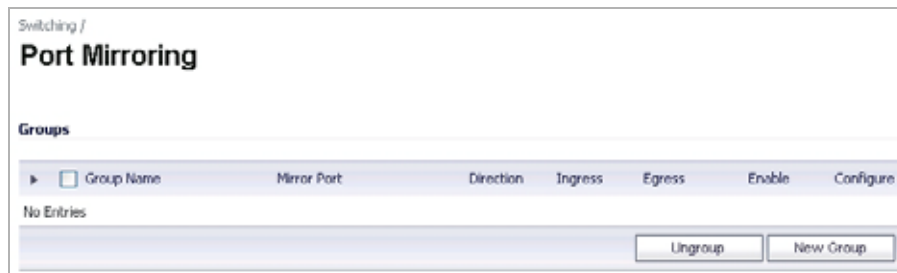 Switching /
Port Mirroring
Groups
Group Name Mirror Port Direction Ingress Egress Enable Configure
No Entries
Ungroup New Group